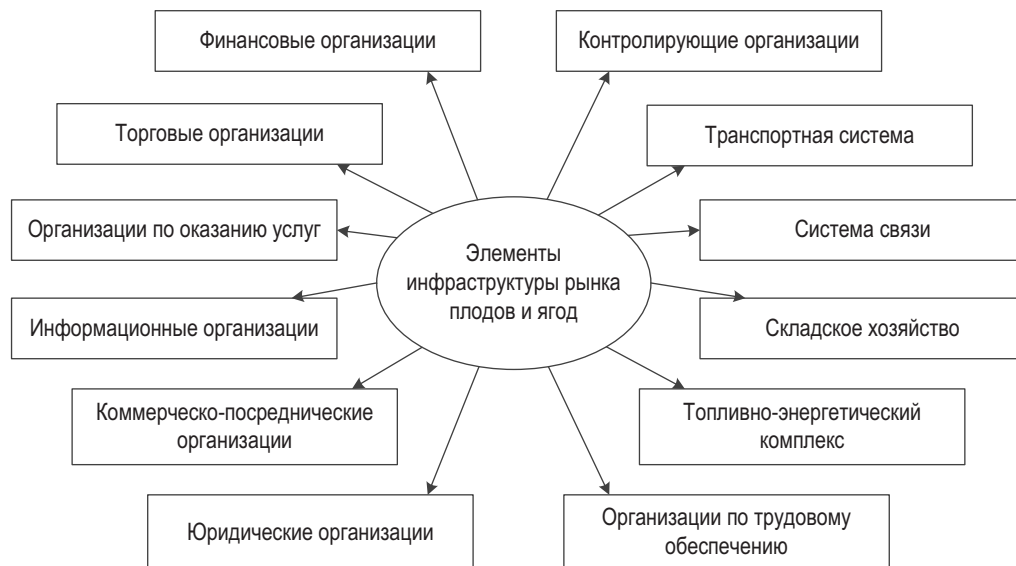 Финансовые организации
Контролирующие организации
Торговые организации
Транспортная система
Организации по оказанию услуг
Система связи
Элементы
инфраструктуры рынка
плодов и ягод
Информационные организации
Складское хозяйство
Коммерческо-посреднические
организации
Топливно-энергетический
комплекс
Юридические организации
Организации по трудовому
обеспечению